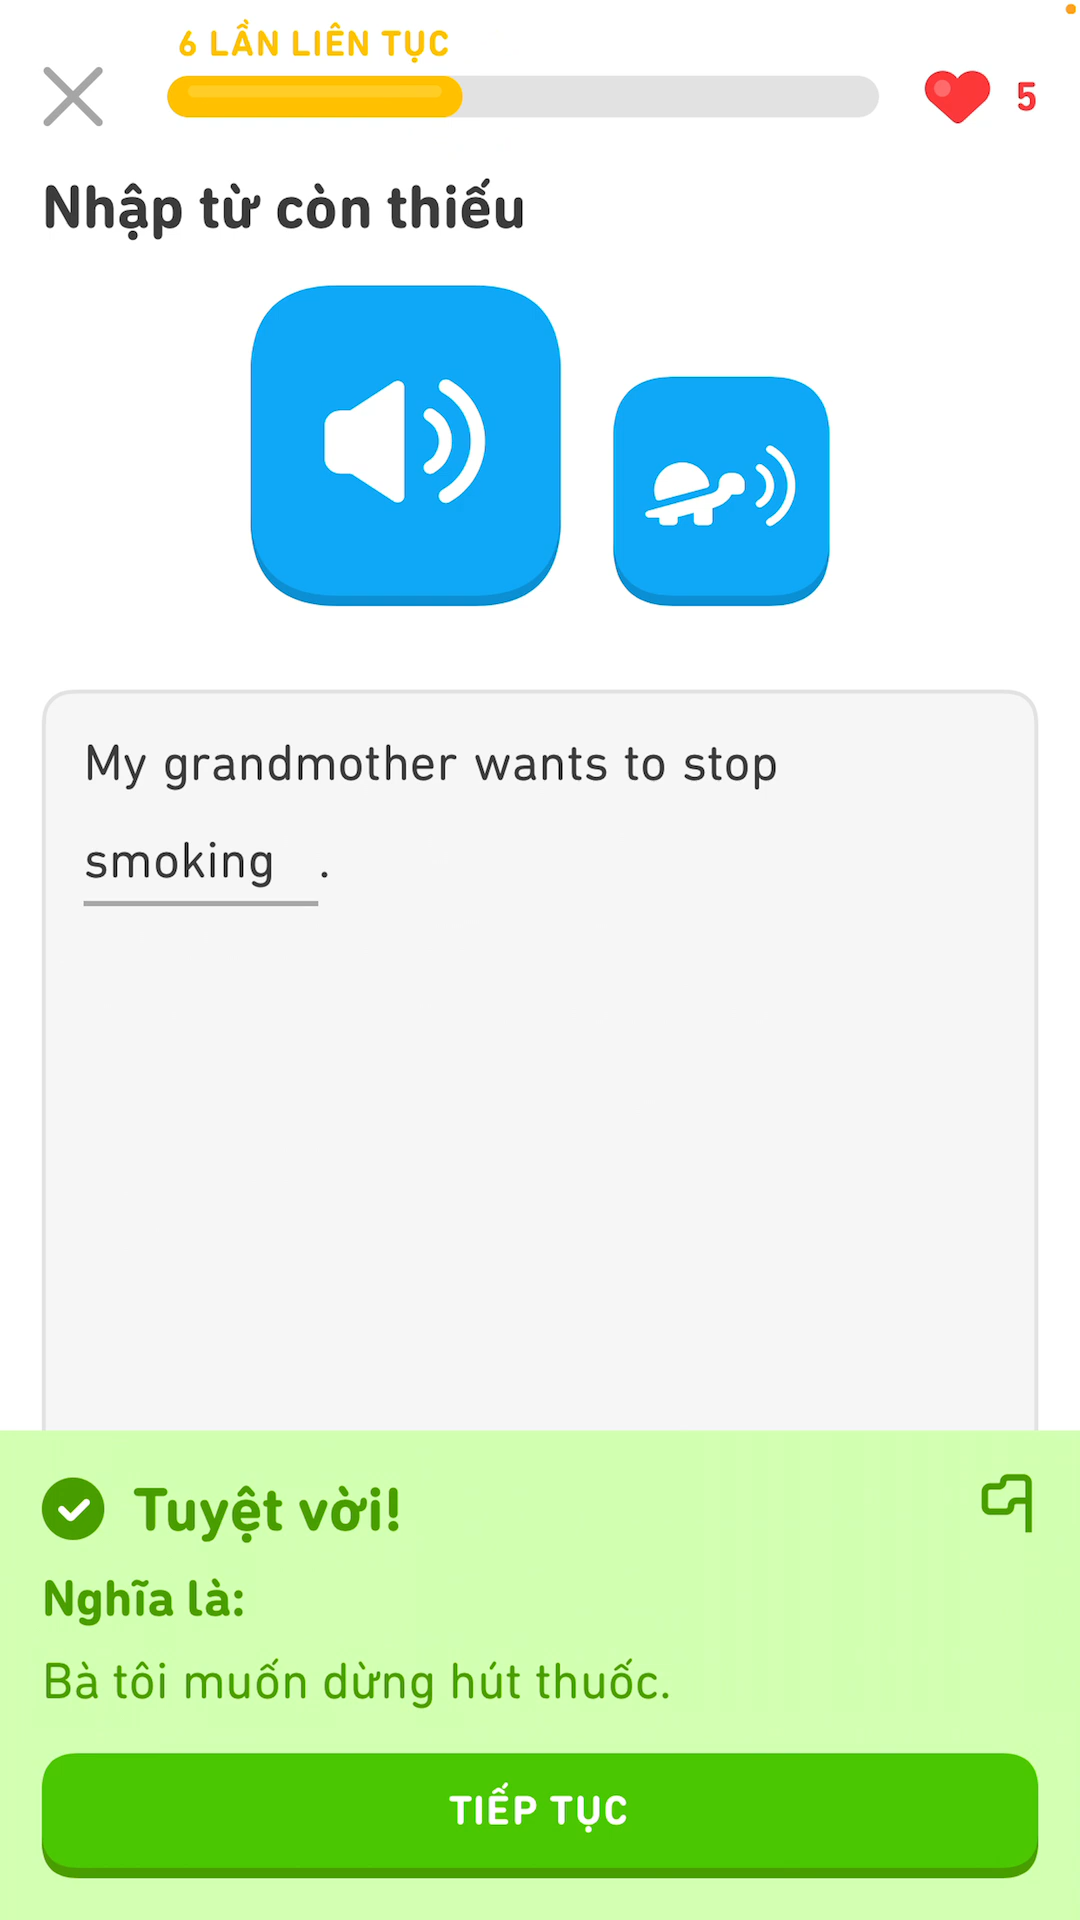 6 LẦN LIÊN TỤC
5
Nhập từ còn thiếu
My grandmother wants to stop
smoking .
Tuyệt vời!
Nghĩa là:
Bà tôi muốn dừng hút thuốc.
TIẾP TỤC